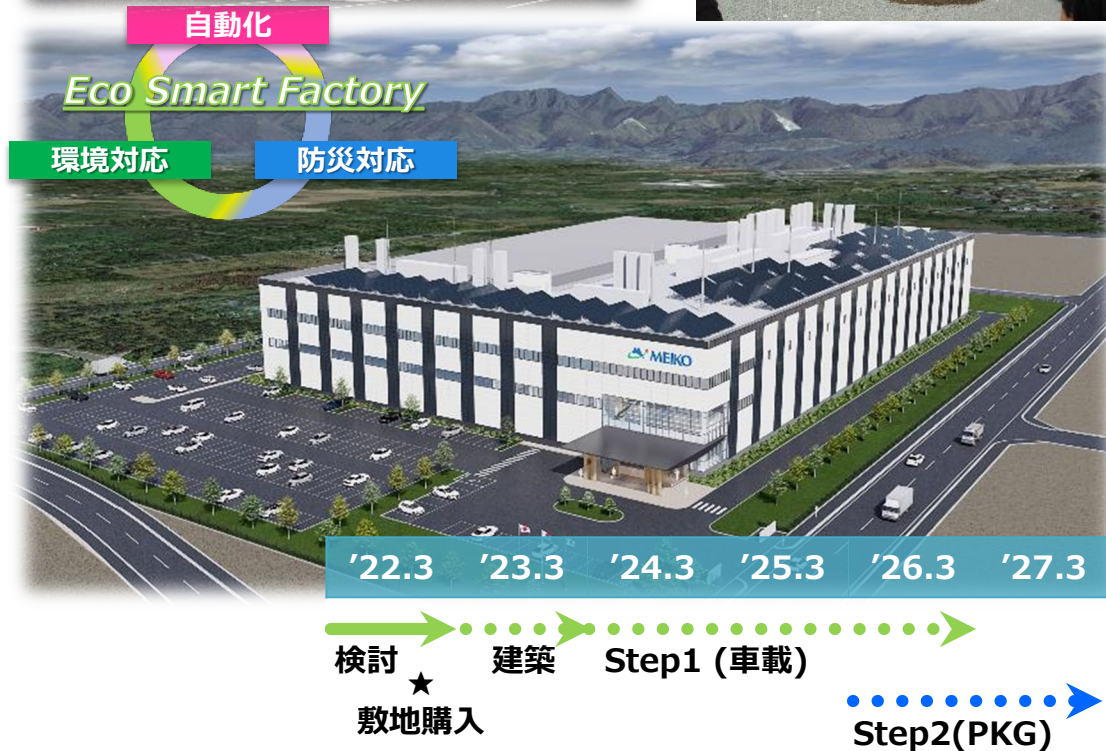 自動化
Eco Smart Factory
環境対応
防災対応
MEIKO
’22.3
’23.3
’24.3
’25.3
’26.3
’27.3
検討
建築
Step1 (車載)
★
敷地購入
Step2(PKG)